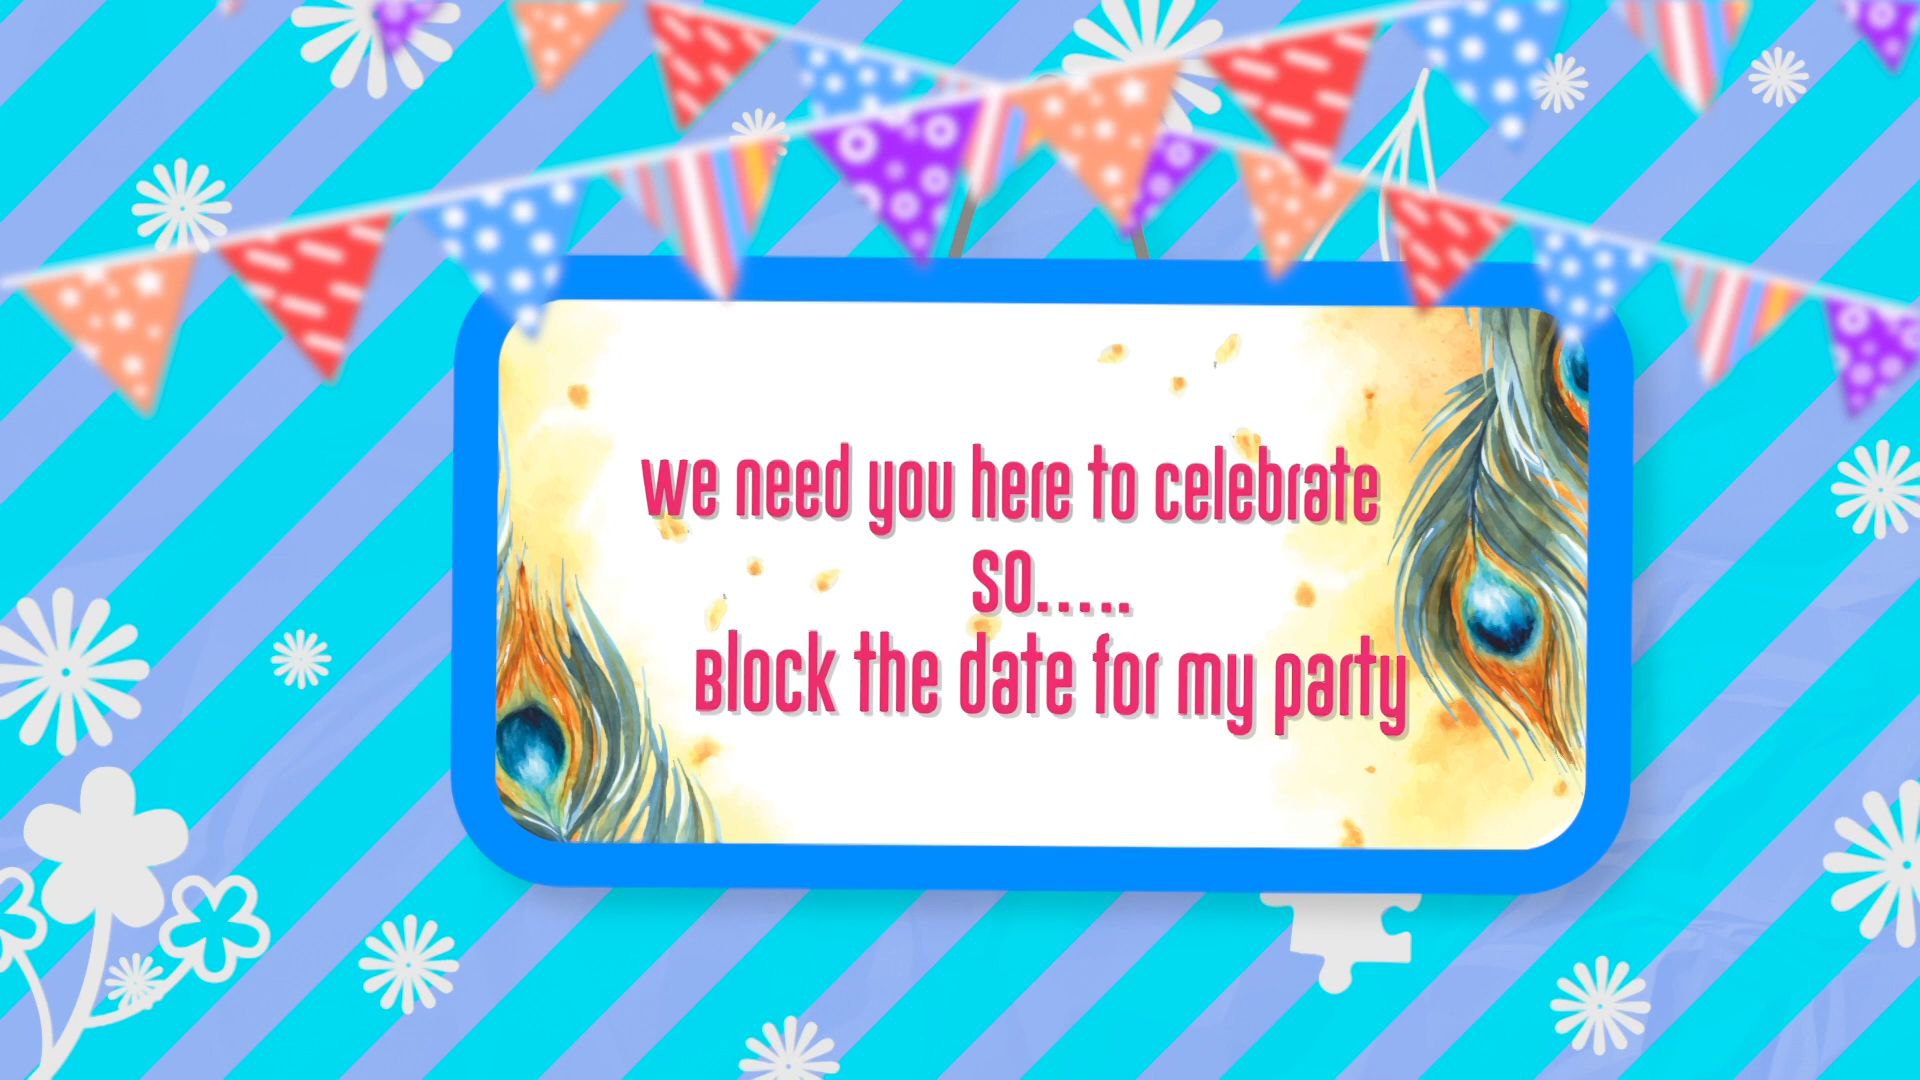 we need you here to celebrate
so.....
Block the date for my party